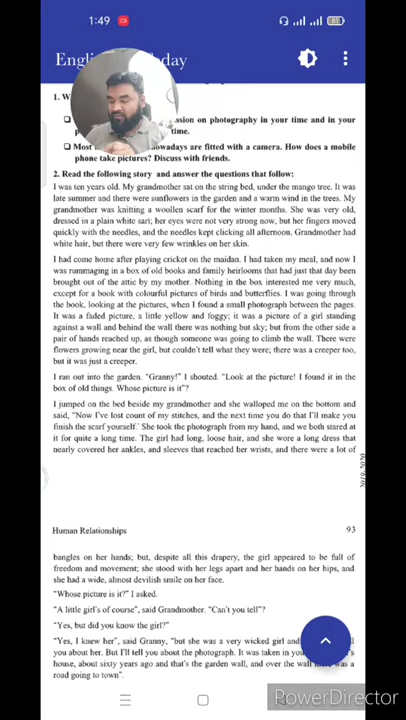 1:49
Engli day
1. W
ssion on photography in your time and in your
p time.
Most nowadays are fitted with a camera. How does a mobile
phone take pictures? Discuss with friends.
2. Read the following story and answer the questions that follow:
I was ten years old. My grandmother sat on the string bed, under the mango tree. It was
late summer and there were sunflowers in the garden and a warm wind in the trees. My
grandmother was knitting a woollen scarf for the winter months. She was very old,
dressed in a plain white sari; her eyes were not very strong now, but her fingers moved
quickly with the needles, and the needles kept clicking all afternoon. Grandmother had
white hair, but there were very few wrinkles on her skin.
I had come home after playing cricket on the maidan. I had taken my meal, and now I
was rummaging in a box of old books and family heirlooms that had just that day been
brought out of the attic by my mother. Nothing in the box interested me very much,
except for a book with colourful pictures of birds and butterflies. I was going through
the book, looking at the pictures, when I found a small photograph between the pages.
It was a faded picture, a little yellow and foggy; it was a picture of a girl standing
against a wall and behind the wall there was nothing but sky; but from the other side a
pair of hands reached up, as though someone was going to climb the wall. There were
flowers growing near the girl, but couldn't tell what they were; there was a creeper too,
but it was just a creeper.
I ran out into the garden. "Granny!" I shouted. "Look at the picture! I found it in the
box of old things. Whose picture is it"?
I jumped on the bed beside my grandmother and she walloped me on the bottom and
said, "Now I've lost count of my stitches, and the next time you do that I'll make you
finish the scarf yourself.' She took the photograph from my hand, and we both stared at
it for quite a long time. The girl had long, loose hair, and she wore a long dress that
nearly covered her ankles, and sleeves that reached her wrists, and there were a lot of
20/9/2020
Human Relationships 93
bangles on her hands; but, despite all this drapery, the girl appeared to be full of
freedom and movement; she stood with her legs apart and her hands on her hips, and
she had a wide, almost devilish smile on her face.
"Whose picture is it?" I asked.
"A little girl's of course", said Grandmother. "Can't you tell"?
"Yes, but did you know the girl?"
"Yes, I knew her", said Granny, "but she was a very wicked girl and ll
you about her. But I'll tell you about the photograph. It was taken in you 's
house, about sixty years ago and that's the garden wall, and over the wall there was a
road going to town".
PowerDirector